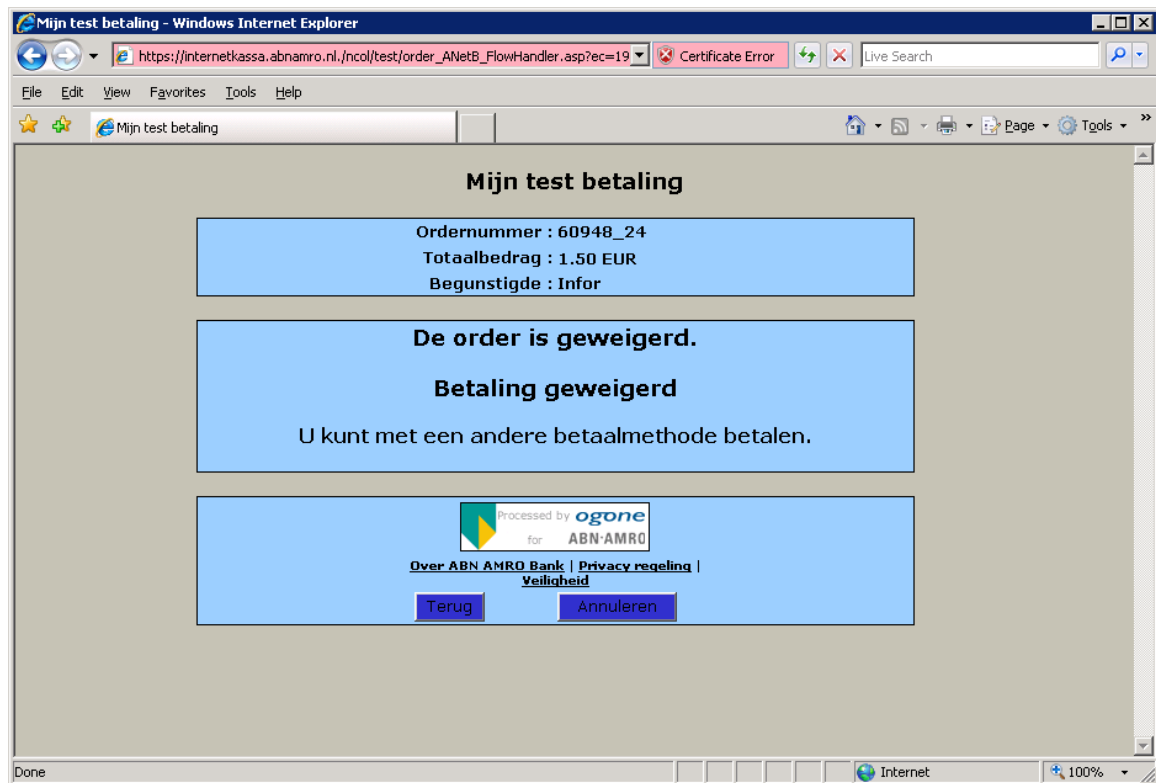 Mijn test betaling - Windows Internet Explorer
https://internetkassa.abnamro.nl./ncol/test/order_ANetB_FlowHandler.asp?ec=19 Certificate Error Live Search
File Edit View Favorites Tools Help
Mijn test betaling Page Tools »
Mijn test betaling
Ordernummer : 60948_24
Totaalbedrag : 1.50 EUR
Begunstigde : Infor
De order is geweigerd.
Betaling geweigerd
U kunt met een andere betaalmethode betalen.
Processed by ogone
for ABN·AMRO
Over ABN AMRO Bank | Privacy regeling |
Veiligheid
Terug Annuleren
Done Internet 100%